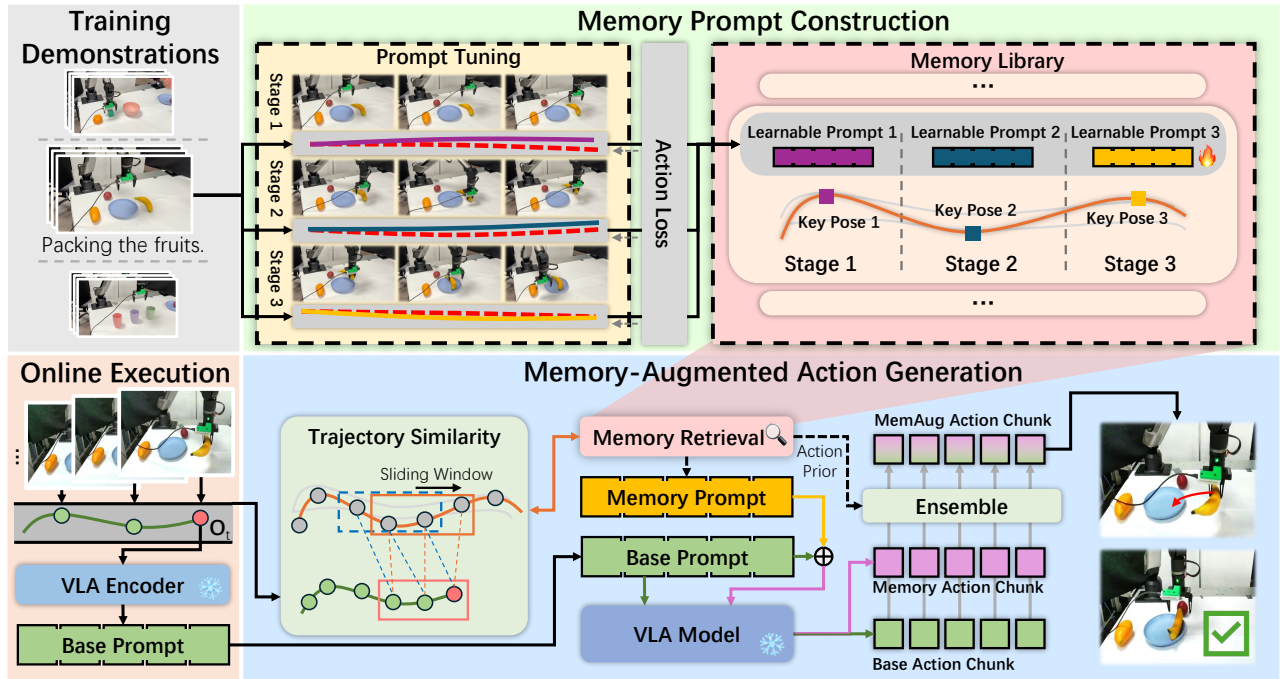 Training
Demonstrations
Packing the fruits.
Memory Prompt Construction
Prompt Tuning
Stage 1
Stage 2
Stage 3
Action Loss
Memory Library
...
Learnable Prompt 1
Learnable Prompt 2
Learnable Prompt 3
Key Pose 1
Key Pose 2
Key Pose 3
Stage 1
Stage 2
Stage 3
...
Online Execution
...
Ot
VLA Encoder
Base Prompt
Memory-Augmented Action Generation
Trajectory Similarity
Sliding Window
Memory Retrieval
Action
Prior
Memory Prompt
Base Prompt
VLA Model
MemAug Action Chunk
Ensemble
Memory Action Chunk
Base Action Chunk